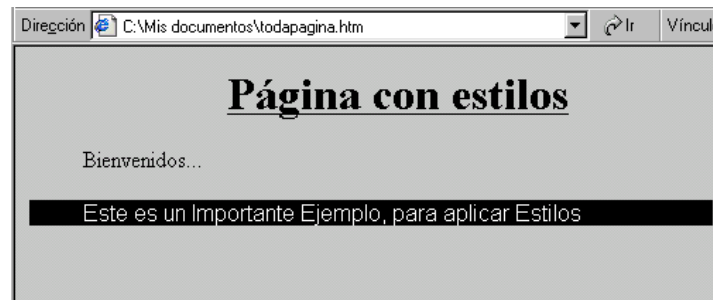 Dirección C:\Mis documentos\todapagina.htm Ir Víncul
Página con estilos
Bienvenidos...
Este es un Importante Ejemplo, para aplicar Estilos